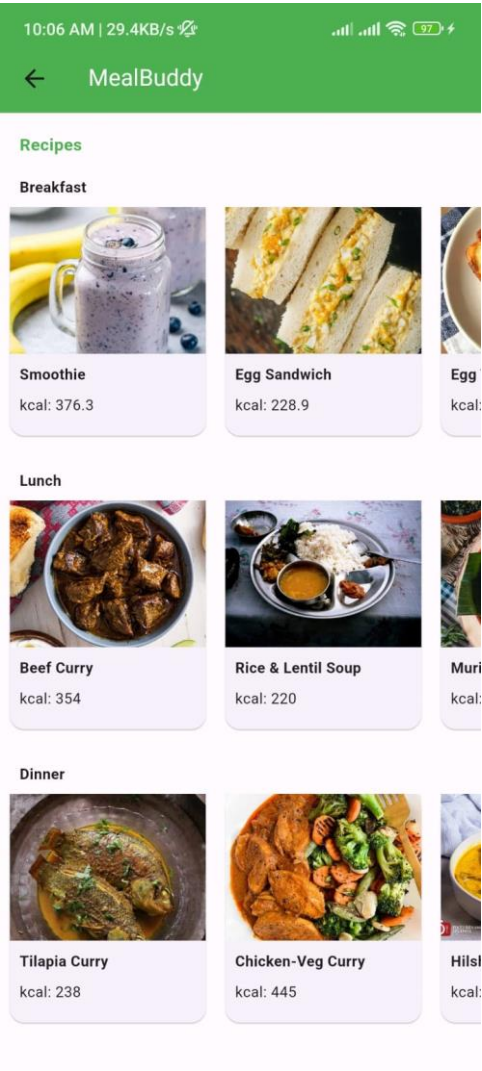 10:06 AM | 29.4KB/s
97
MealBuddy
Recipes
Breakfast
Smoothie
Egg Sandwich
Egg
kcal: 376.3
kcal: 228.9
kcal:
Lunch
Beef Curry
Rice & Lentil Soup
Muri
kcal: 354
kcal: 220
kcal:
Dinner
Tilapia Curry
Chicken-Veg Curry
Hilsh
kcal: 238
kcal: 445
kcal: